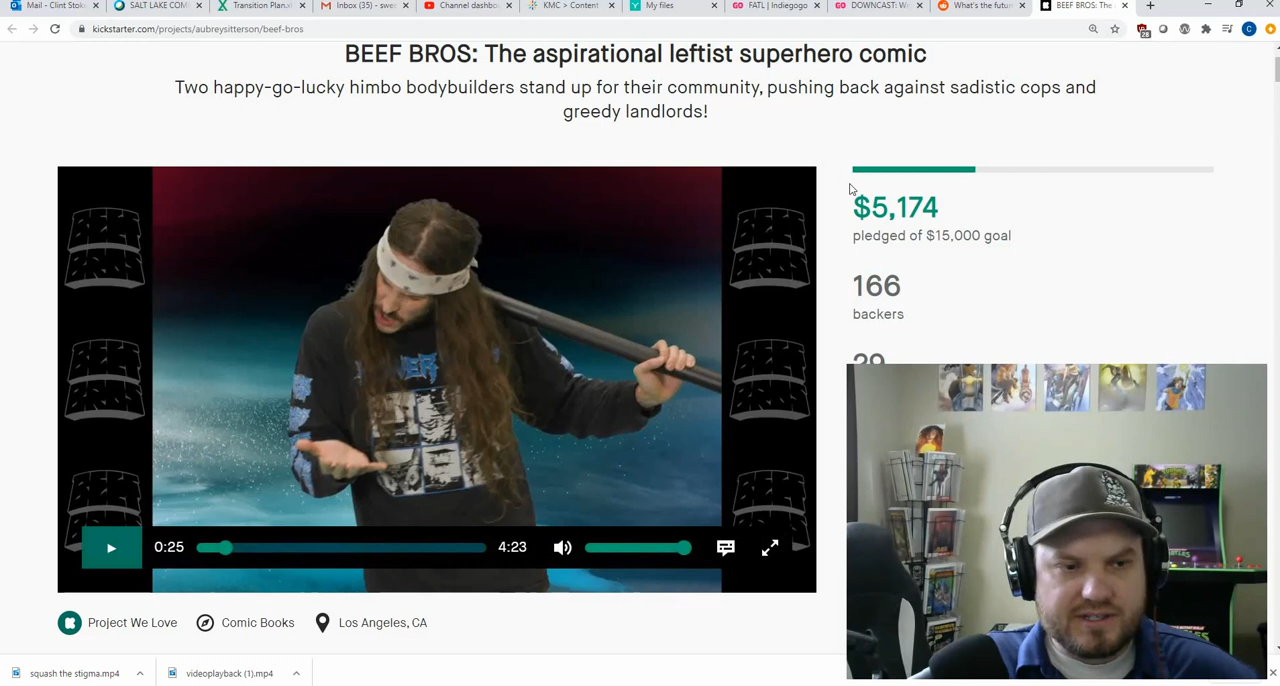 Mail - Clint Stok
SALT LAKE COM
Transition Plan.x
Inbox (35) - swe
Channel dashbo
KMC > Content
My files
FATL | Indiegogo
DOWNCAST: W
What's the futu
BEEF BROS: The
kickstarter.com/projects/aubreysitterson/beef-bros
28
C
BEEF BROS: The aspirational leftist superhero comic
Two happy-go-lucky himbo bodybuilders stand up for their community, pushing back against sadistic cops and
greedy landlords!
$5,174
pledged of $15,000 goal
166
backers
29
0:25
4:23
Project We Love
Comic Books
Los Angeles, CA
squash the stigma.mp4
videoplayback (1).mp4